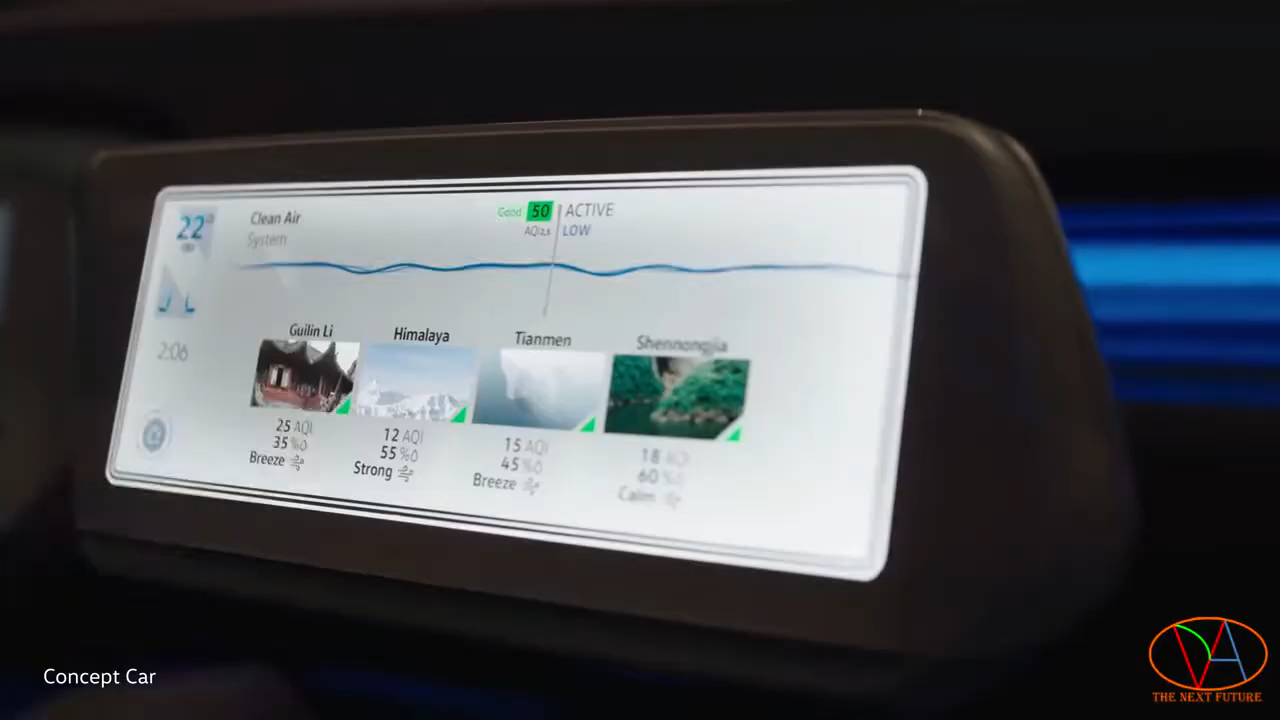 22
Clean Air
System
Good 50
AQI2,5
ACTIVE
LOW
2:06
Guilin Li
25 AQI
35 %
Breeze
Himalaya
12 AQI
55 %
Strong
Tianmen
15 AQI
45 %
Breeze
Shennongjia
18 AQI
60 %
Calm
Concept Car
THE NEXT FUTURE